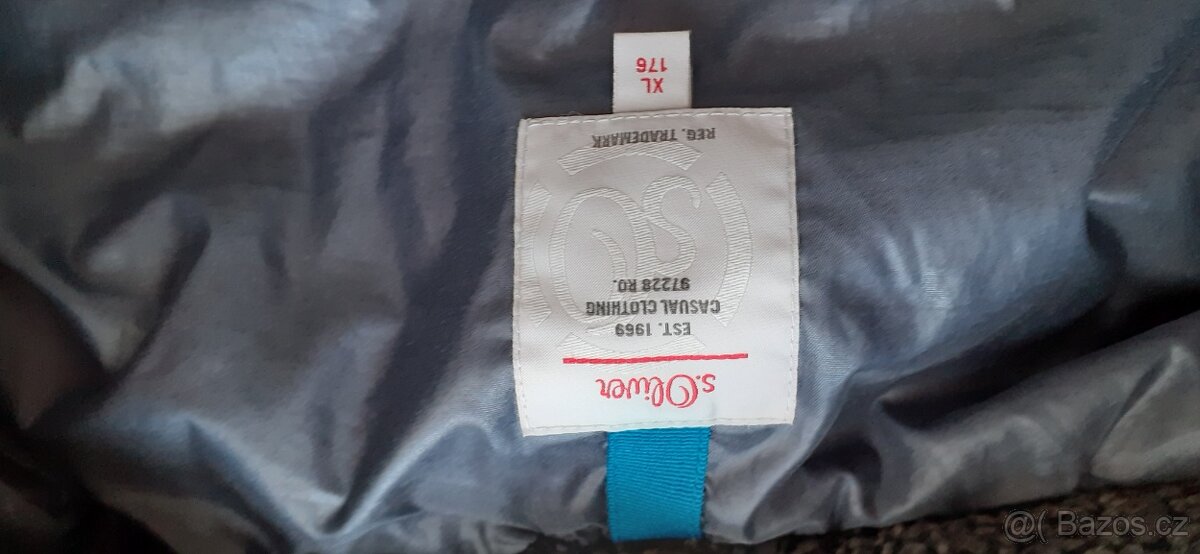 s.Oliver
EST. 1969
CASUAL CLOTHING
97228 RO.
REG. TRADEMARK
176
XL
@( Bazos.cz